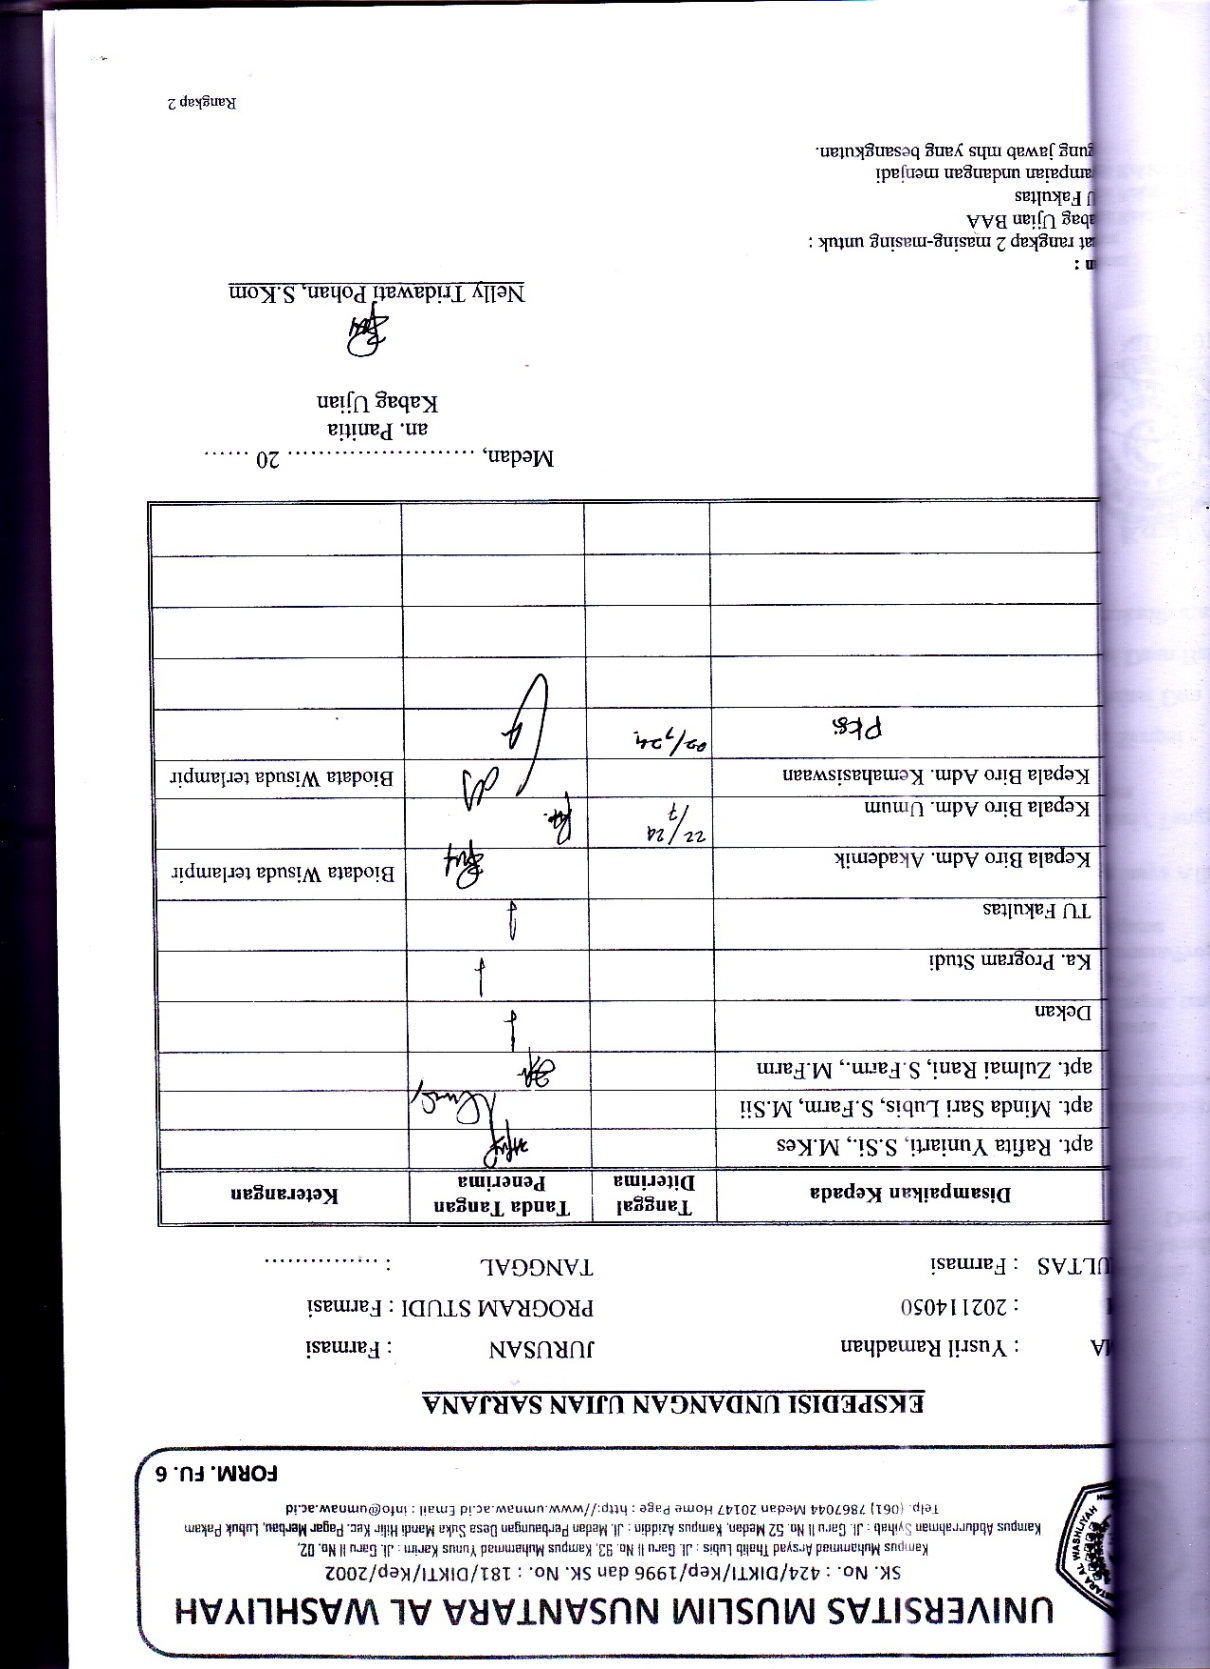 UNIVERSITAS MUSLIM NUSANTARA AL WASHLIYAH
SK. No. : 424/DIKTI/Kep/1996 dan SK. No. : 181/DIKTI/Kep/2002
Kampus Muhammad Arsyad Thalib Lubis : Jl. Garu II No. 93, Kampus Muhammad Yunus Karim : Jl. Garu II No. 02,
Kampus Abdurrahman Syihab : Jl. Garu II No. 52 Medan, Kampus Aziddin : Jl. Medan Perbaungan Desa Suka Mandi Hilir Kec. Pagar Merbau, Lubuk Pakam
Telp. (061) 7867044 Medan 20147 Home Page : http://www.umnaw.ac.id Email : info@umnaw.ac.id
FORM. FU. 6
EKSPEDISI UNDANGAN UJIAN SARJANA
MA : Yusril Ramadhan JURUSAN : Farmasi
: 202114050 PROGRAM STUDI : Farmasi
ULTAS : Farmasi TANGGAL : ...............
Disampaikan Kepada Tanggal Diterima Tanda Tangan Penerima Keterangan
apt. Rafita Yuniarti, S.Si., M.Kes
apt. Minda Sari Lubis, S.Farm, M.Sii
apt. Zulmai Rani, S.Farm., M.Farm
Dekan
Ka. Program Studi
TU Fakultas
Kepala Biro Adm. Akademik Biodata Wisuda terlampir
Kepala Biro Adm. Umum 22/7 24
Kepala Biro Adm. Kemahasiswaan Biodata Wisuda terlampir
Medan, ........................ 20 ......
an. Panitia
Kabag Ujian
Nelly Tridawati Pohan, S.Kom
n :
at rangkap 2 masing-masing untuk :
abag Ujian BAA
U Fakultas
ampaian undangan menjadi
gung jawab mhs yang besangkutan.
Rangkap 2